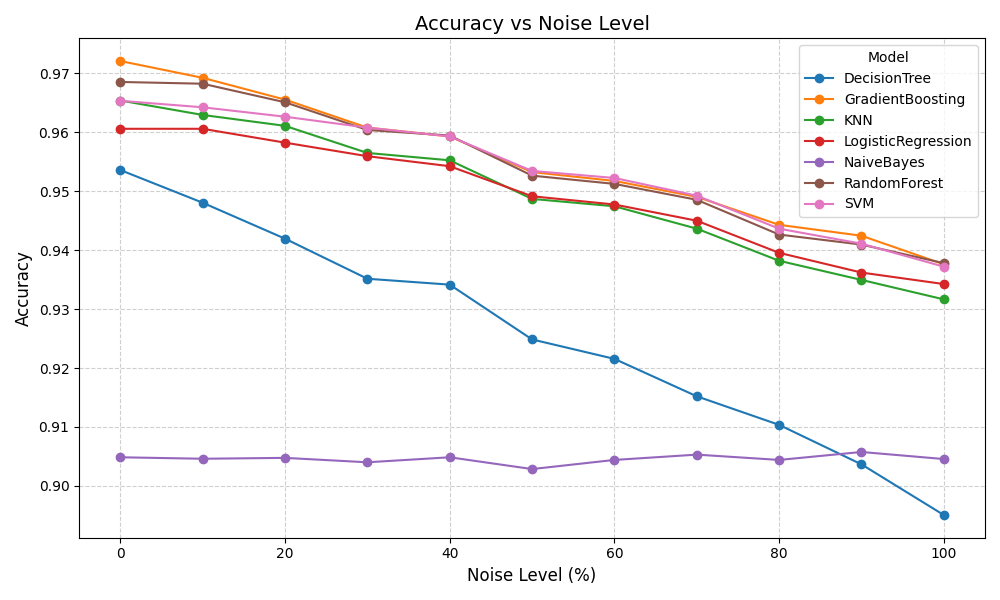 Accuracy vs Noise Level
Accuracy
0.97
0.96
0.95
0.94
0.93
0.92
0.91
0.90
Model
DecisionTree
GradientBoosting
KNN
LogisticRegression
NaiveBayes
RandomForest
SVM
0 20 40 60 80 100
Noise Level (%)